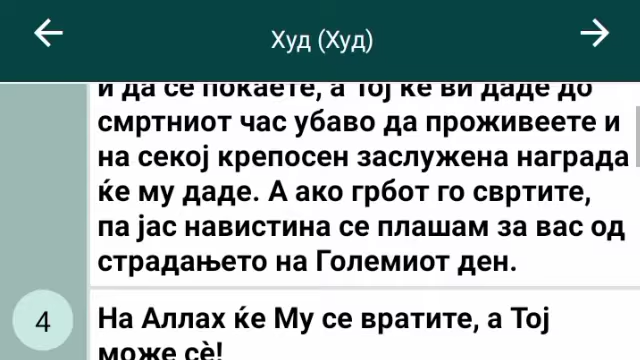 Худ (Худ)
и да се покаете, а Тој ќе ви даде до
смртниот час убаво да проживеете и
на секој крепосен заслужена награда
ќе му даде. А ако грбот го свртите,
па јас навистина се плашам за вас од
страдањето на Големиот ден.
4
На Аллах ќе Му се вратите, а Тој
може сè!